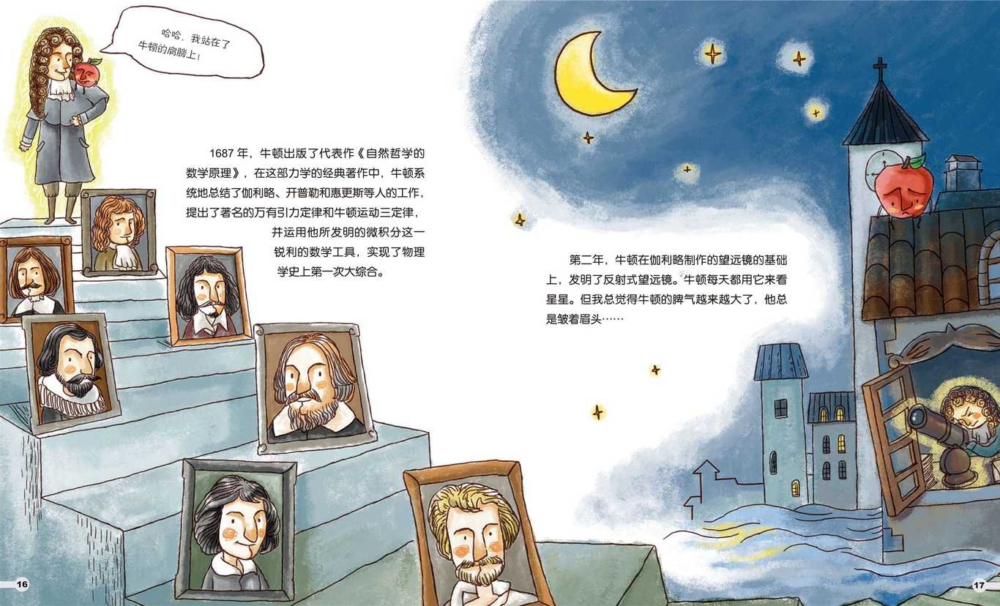 哈哈，我站在了
牛顿的肩膀上！
1687 年，牛顿出版了代表作《自然哲学的
数学原理》，在这部力学的经典著作中，牛顿系
统地总结了伽利略、开普勒和惠更斯等人的工作，
提出了著名的万有引力定律和牛顿运动三定律，
并运用他所发明的微积分这一
锐利的数学工具，实现了物理
学史上第一次大综合。
第二年，牛顿在伽利略制作的望远镜的基础
上，发明了反射式望远镜。牛顿每天都用它来看
星星。但我总觉得牛顿的脾气越来越大了，他总
是皱着眉头……
16
17